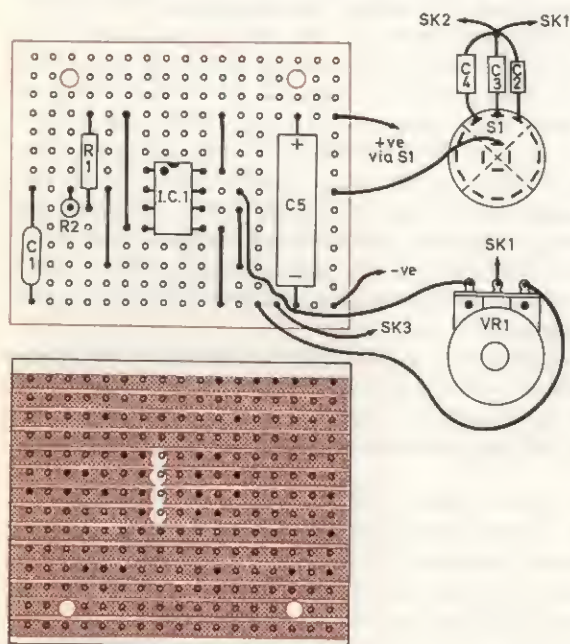 SK2 SK1
C4 C3 C2
S1
+ve
via S1
R1
I.C.1
+
C5
R2
C1
−
−ve
SK1
SK3
VR1